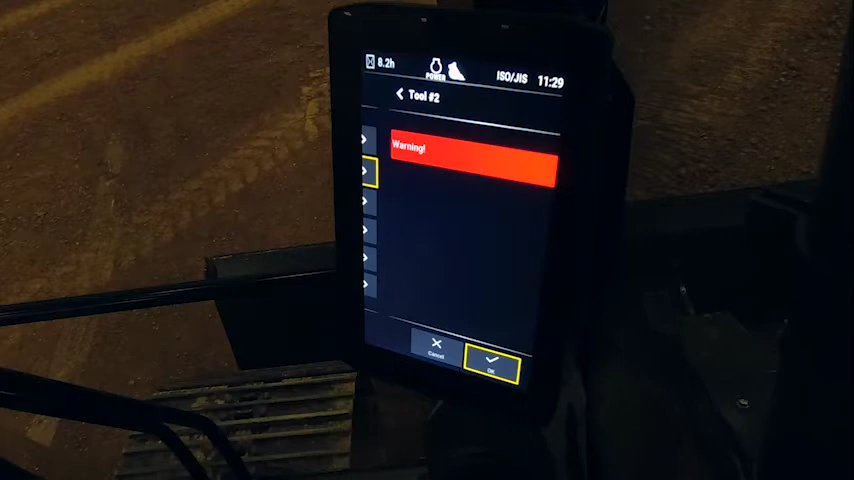 8.2h
POWER
ISO/JIS
11:29
Tool #2
Warning!
Cancel
OK